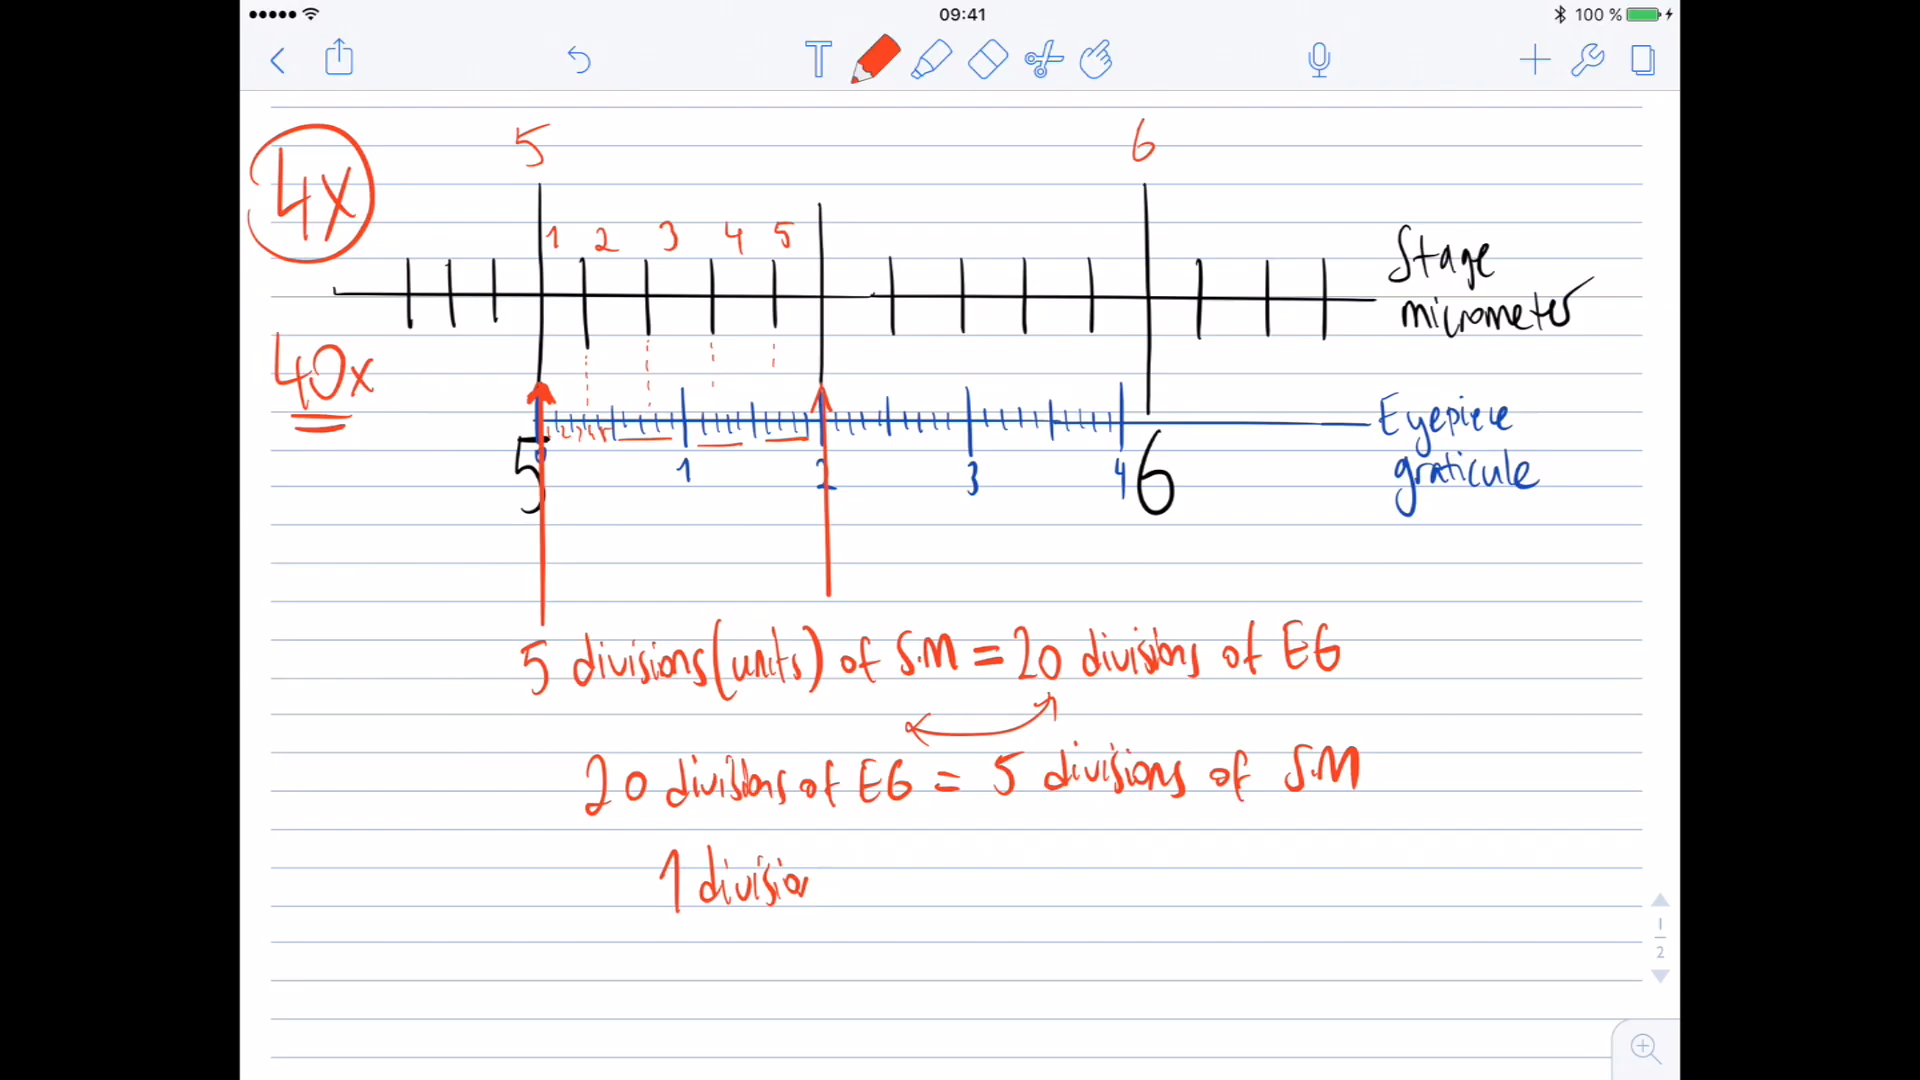 09:41
100 %
T
5 6
4x
1 2 3 4 5
Stage
micrometer
40x
Eyepiece
graticule
5 0 1 2 3 4 6
5 divisions (units) of S.M = 20 divisions of EG
20 divisions of EG = 5 divisions of S.M
1 division
1
2